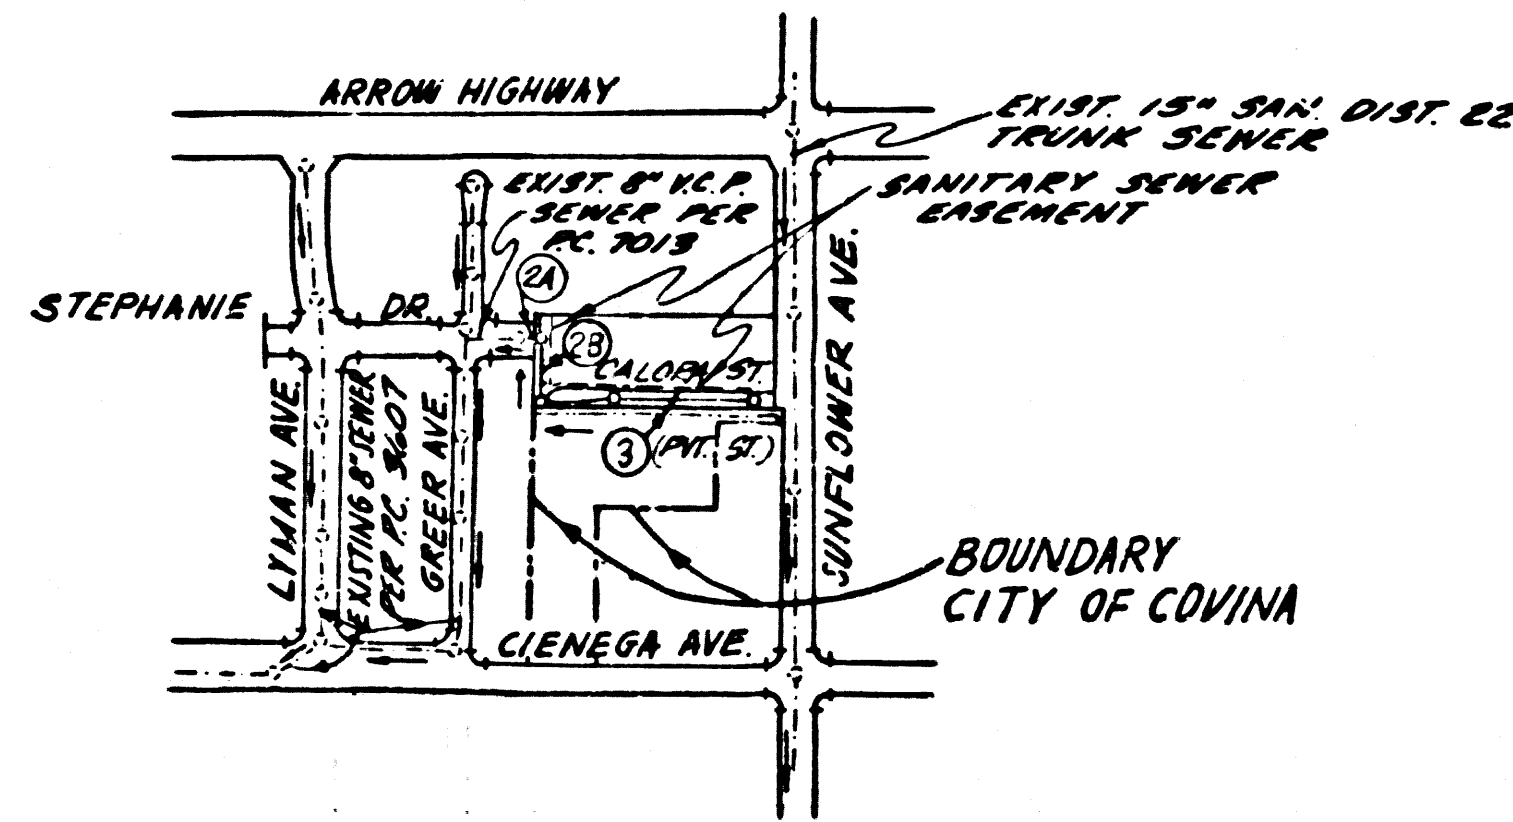 ARROW HIGHWAY
EXIST. 15" SAN. DIST. 22
TRUNK SEWER
EXIST. 8" V.C.P.
SEWER PER
P.C. 7013
SANITARY SEWER
EASEMENT
2A
STEPHANIE DR.
2B
CALORA ST.
3 (PVT. ST.)
SUNFLOWER AVE.
LYMAN AVE.
EXISTING 8" SEWER
PER P.C. 3607
GREER AVE.
BOUNDARY
CITY OF COVINA
CIENEGA AVE.